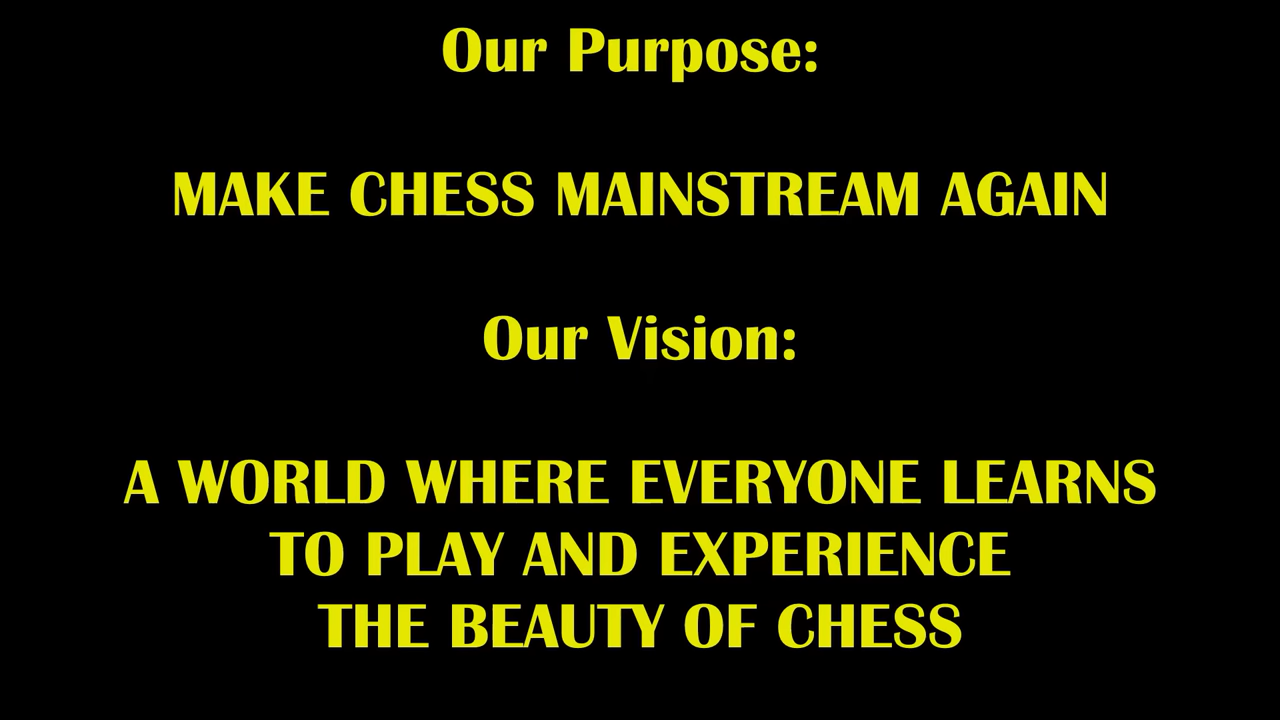 Our Purpose:
MAKE CHESS MAINSTREAM AGAIN
Our Vision:
A WORLD WHERE EVERYONE LEARNS
TO PLAY AND EXPERIENCE
THE BEAUTY OF CHESS